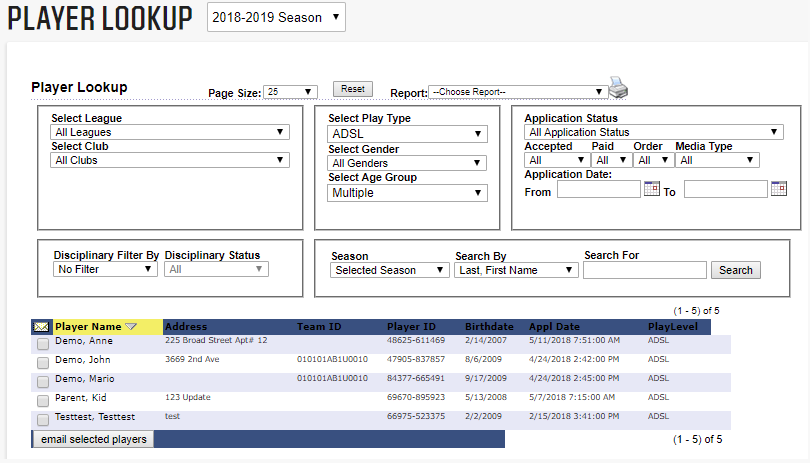 PLAYER LOOKUP 2018-2019 Season
Player Lookup Page Size: 25 Reset Report: --Choose Report--
Select League
All Leagues
Select Club
All Clubs
Select Play Type
ADSL
Select Gender
All Genders
Select Age Group
Multiple
Application Status
All Application Status
Accepted Paid Order Media Type
All All All All
Application Date:
From To
Disciplinary Filter By Disciplinary Status
No Filter All
Season Search By Search For
Selected Season Last, First Name Search
(1 - 5) of 5
Player Name Address Team ID Player ID Birthdate Appl Date PlayLevel
Demo, Anne 225 Broad Street Apt# 12 48625-611469 2/14/2007 5/11/2018 7:51:00 AM ADSL
Demo, John 3669 2nd Ave 010101AB1U0010 47905-837857 8/6/2009 4/24/2018 2:42:00 PM ADSL
Demo, Mario 010101AB1U0010 84377-665491 9/17/2009 4/24/2018 2:45:00 PM ADSL
Parent, Kid 123 Update 69670-895923 5/13/2008 5/7/2018 7:15:00 AM ADSL
Testtest, Testtest test 66975-523375 2/2/2009 2/15/2018 3:41:00 PM ADSL
email selected players (1 - 5) of 5